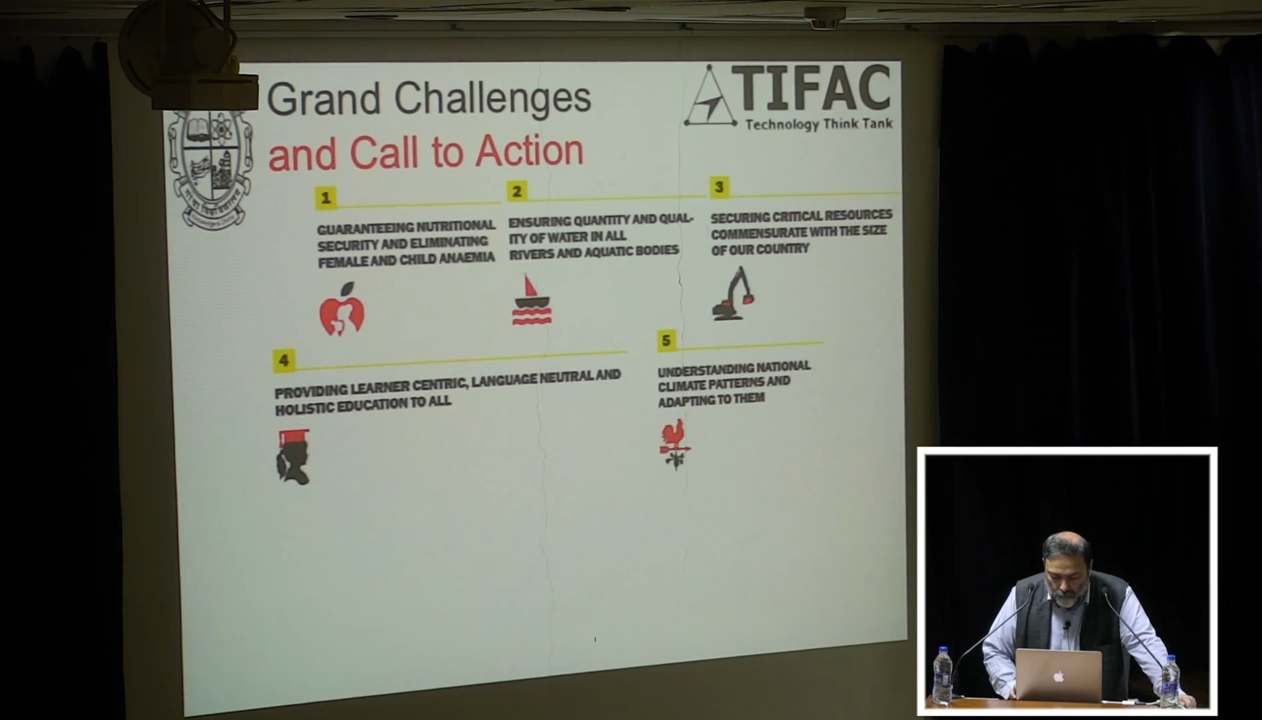 Grand Challenges
and Call to Action
TIFAC
Technology Think Tank
1
GUARANTEEING NUTRITIONAL
SECURITY AND ELIMINATING
FEMALE AND CHILD ANAEMIA
2
ENSURING QUANTITY AND QUAL-
ITY OF WATER IN ALL
RIVERS AND AQUATIC BODIES
3
SECURING CRITICAL RESOURCES
COMMENSURATE WITH THE SIZE
OF OUR COUNTRY
4
PROVIDING LEARNER CENTRIC, LANGUAGE NEUTRAL AND
HOLISTIC EDUCATION TO ALL
5
UNDERSTANDING NATIONAL
CLIMATE PATTERNS AND
ADAPTING TO THEM